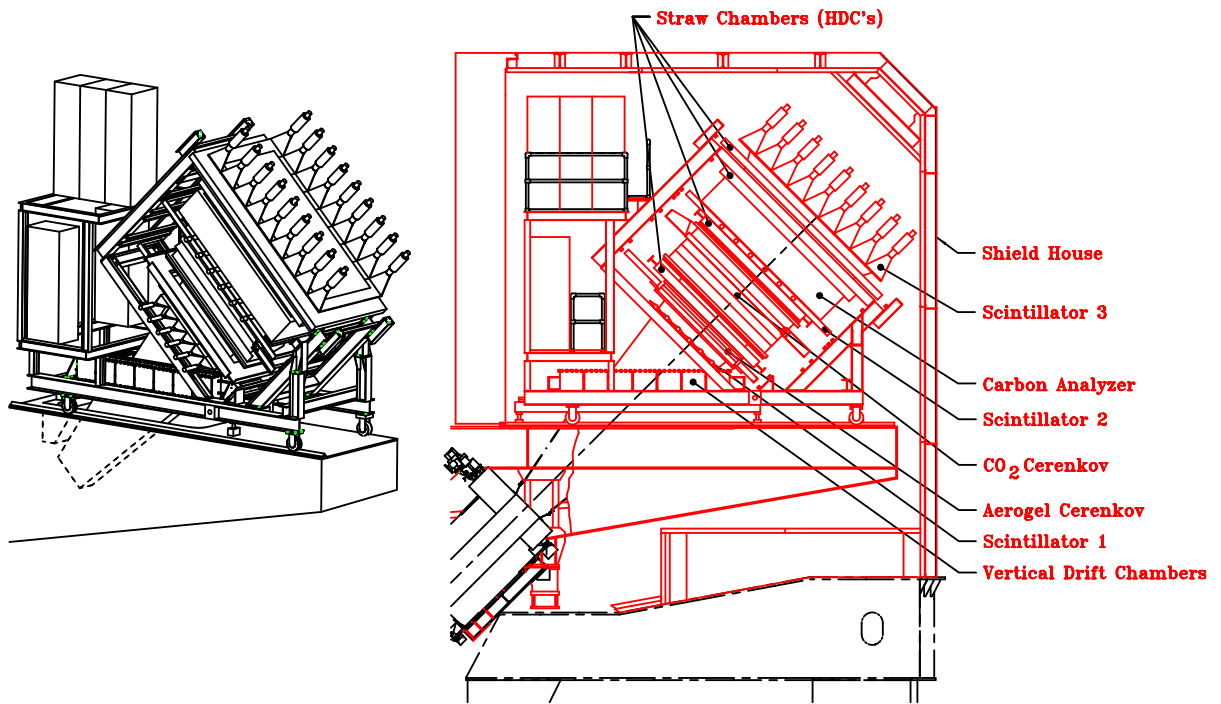 Straw Chambers (HDC's)
Shield House
Scintillator 3
Carbon Analyzer
Scintillator 2
CO2 Cerenkov
Aerogel Cerenkov
Scintillator 1
Vertical Drift Chambers